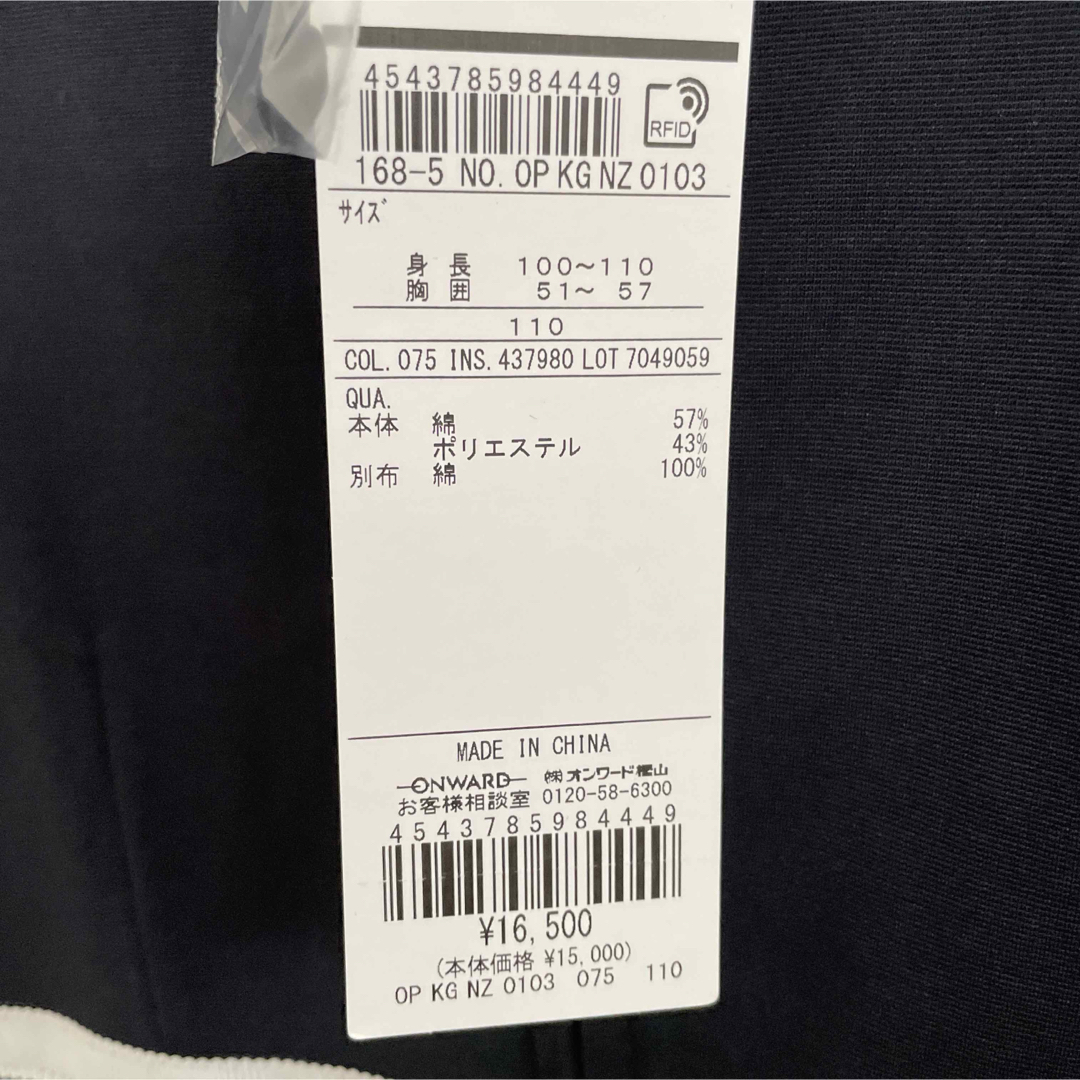 4543785984449
RFID
168-5 NO. OP KG NZ 0103
サイズ
身 長 100～110
胸 囲 51～ 57
110
COL. 075 INS. 437980 LOT 7049059
QUA.
本体 綿 57%
ポリエステル 43%
別布 綿 100%
MADE IN CHINA
ONWARD ㈱オンワード樫山
お客様相談室 0120-58-6300
4543785984449
¥16,500
(本体価格 ¥15,000)
OP KG NZ 0103 075 110